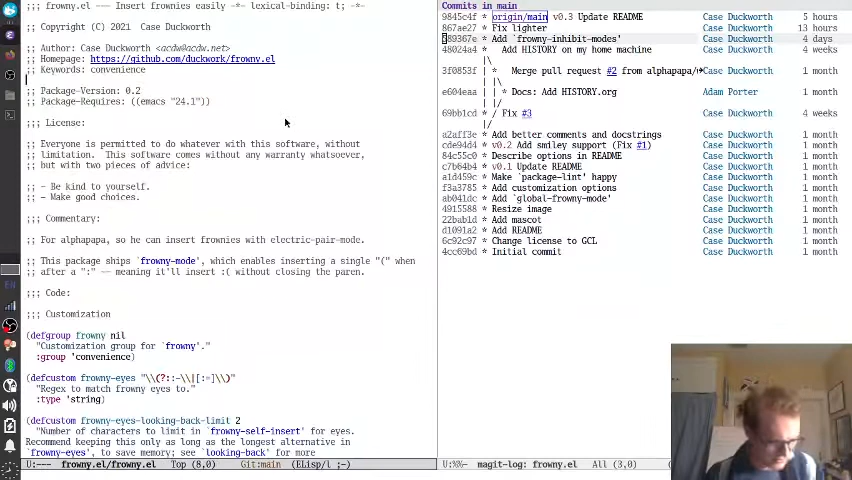 ;;; frowny.el --- Insert frownies easily -*- lexical-binding: t; -*-
;; Copyright (C) 2021  Case Duckworth
;; Author: Case Duckworth <acdw@acdw.net>
;; Homepage: https://github.com/duckwork/frowny.el
;; Keywords: convenience
;; Package-Version: 0.2
;; Package-Requires: ((emacs "24.1"))
;;; License:
;; Everyone is permitted to do whatever with this software, without
;; limitation.  This software comes without any warranty whatsoever,
;; but with two pieces of advice:
;; - Be kind to yourself.
;; - Make good choices.
;;; Commentary:
;; For alphapapa, so he can insert frownies with electric-pair-mode.
;; This package ships `frowny-mode', which enables inserting a single "(" when
;; after a ":" -- meaning it'll insert :( without closing the paren.
;;; Code:
;;; Customization
(defgroup frowny nil
"Customization group for `frowny'."
:group 'convenience)
(defcustom frowny-eyes "\\(?:-\\|[:=]\\)"
"Regex to match frowny eyes to."
:type 'string)
(defcustom frowny-eyes-looking-back-limit 2
"Number of characters to limit in `frowny-self-insert' for eyes.
Recommend keeping this only as long as the longest alternative in
`frowny-eyes', to save memory; see `looking-back' for more
U:---  frowny.el/frowny.el   Top (8,0)     Git:main  (ELisp/l ;-)
Commits in main
9845c4f * origin/main v0.3 Update README Case Duckworth 5 hours
867ae27 * Fix lighter Case Duckworth 13 hours
89367e * Add `frowny-inhibit-modes' Case Duckworth 4 days
48024a4 *   Add HISTORY on my home machine Case Duckworth 4 weeks
|\
3f0853f | *   Merge pull request #2 from alphapapa/ Case Duckworth 1 month
| |\
e604eaa | | * Docs: Add HISTORY.org Adam Porter 1 month
| |/
69bb1cd * / Fix #3 Case Duckworth 4 weeks
|/
a2aff3e * Add better comments and docstrings Case Duckworth 1 month
cde94d4 * v0.2 Add smiley support (Fix #1) Case Duckworth 1 month
84c55c0 * Describe options in README Case Duckworth 1 month
c7b64b4 * v0.1 Update README Case Duckworth 1 month
a1d459c * Make `package-lint' happy Case Duckworth 1 month
f3a3785 * Add customization options Case Duckworth 1 month
ab041dc * Add `global-frowny-mode' Case Duckworth 1 month
4915588 * Resize image Case Duckworth 1 month
22bab1d * Add mascot Case Duckworth 1 month
d1091a2 * Add README Case Duckworth 1 month
6c92c97 * Change license to GCL Case Duckworth 1 month
4cc69bd * Initial commit Case Duckworth 1 month
U:%%-  magit-log: frowny.el   All (3,0)